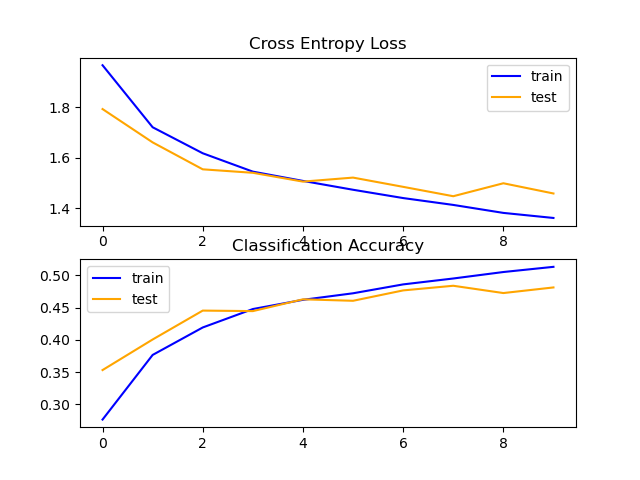 Cross Entropy Loss
1.8
1.6
1.4
train
test
0 2 4 6 8
Classification Accuracy
0.50
0.45
0.40
0.35
0.30
train
test
0 2 4 6 8